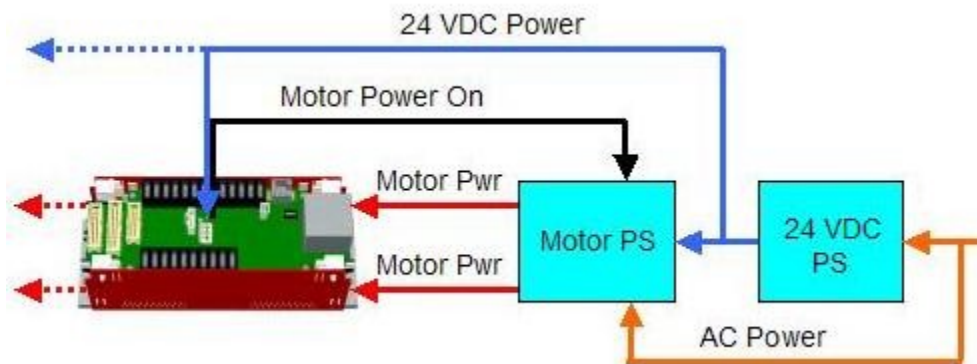 24 VDC Power
Motor Power On
Motor Pwr
Motor PS
24 VDC
PS
Motor Pwr
AC Power